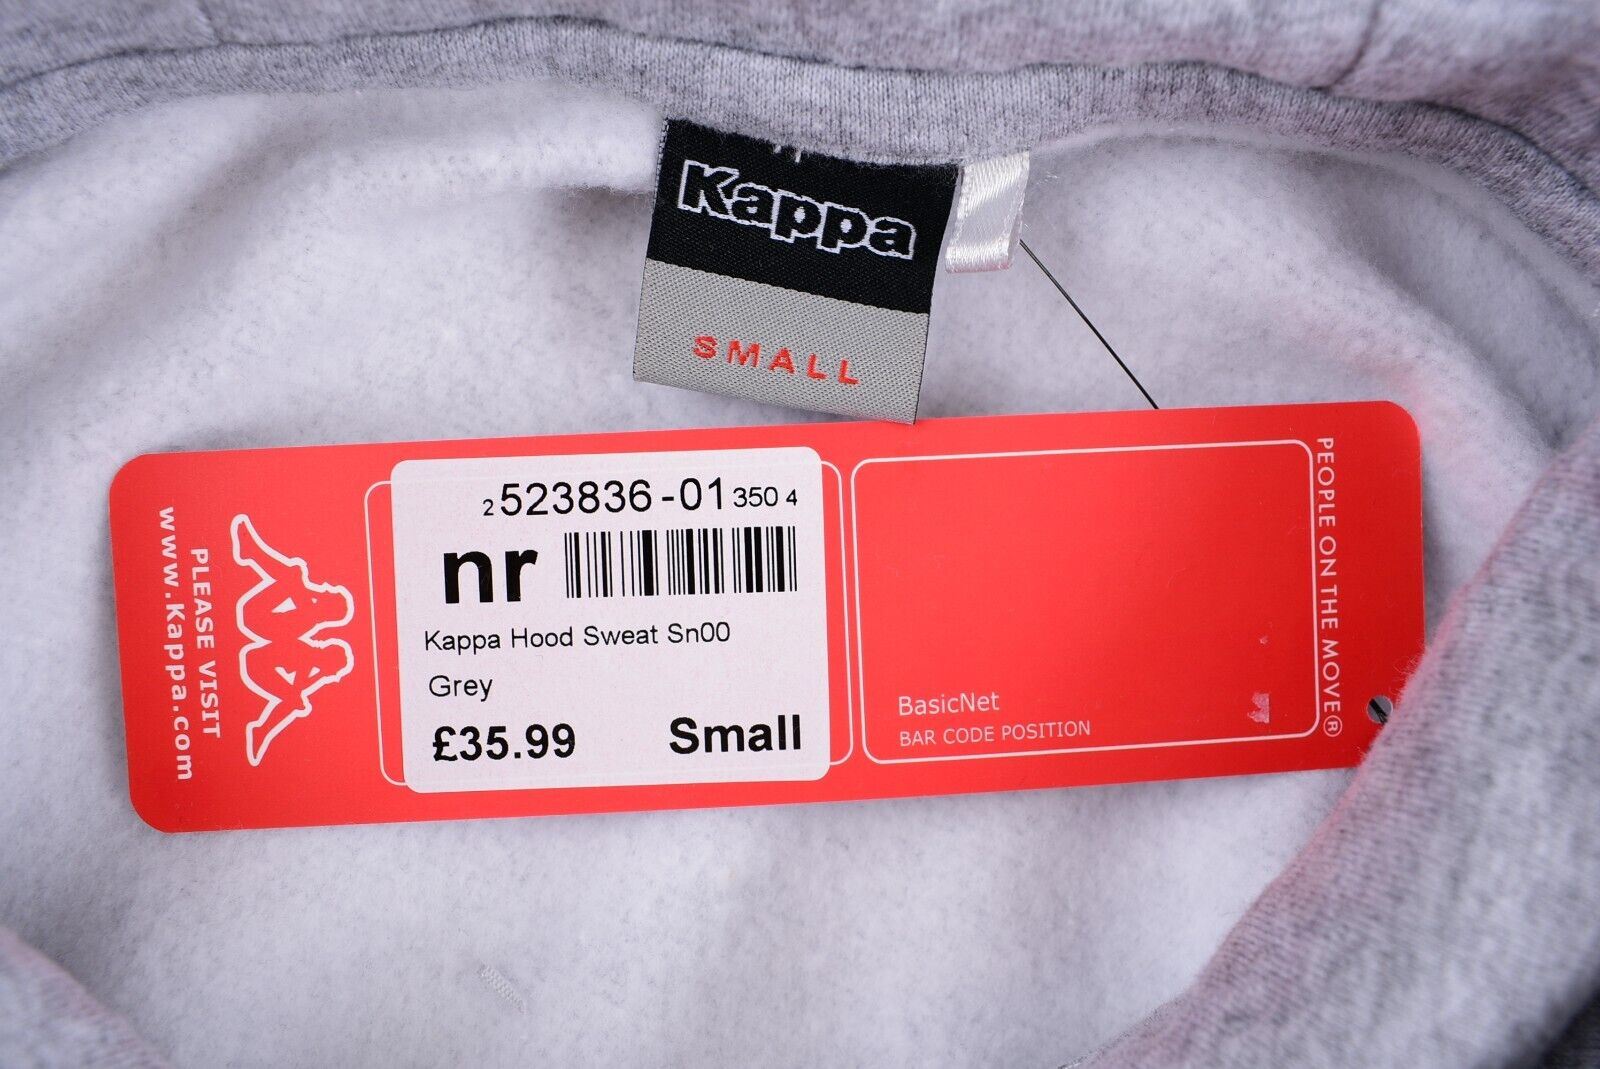 Kappa
SMALL
2 523836-01 350 4
nr
Kappa Hood Sweat Sn00
Grey
£35.99 Small
PLEASE VISIT
www.Kappa.com
BasicNet
BAR CODE POSITION
PEOPLE ON THE MOVE®